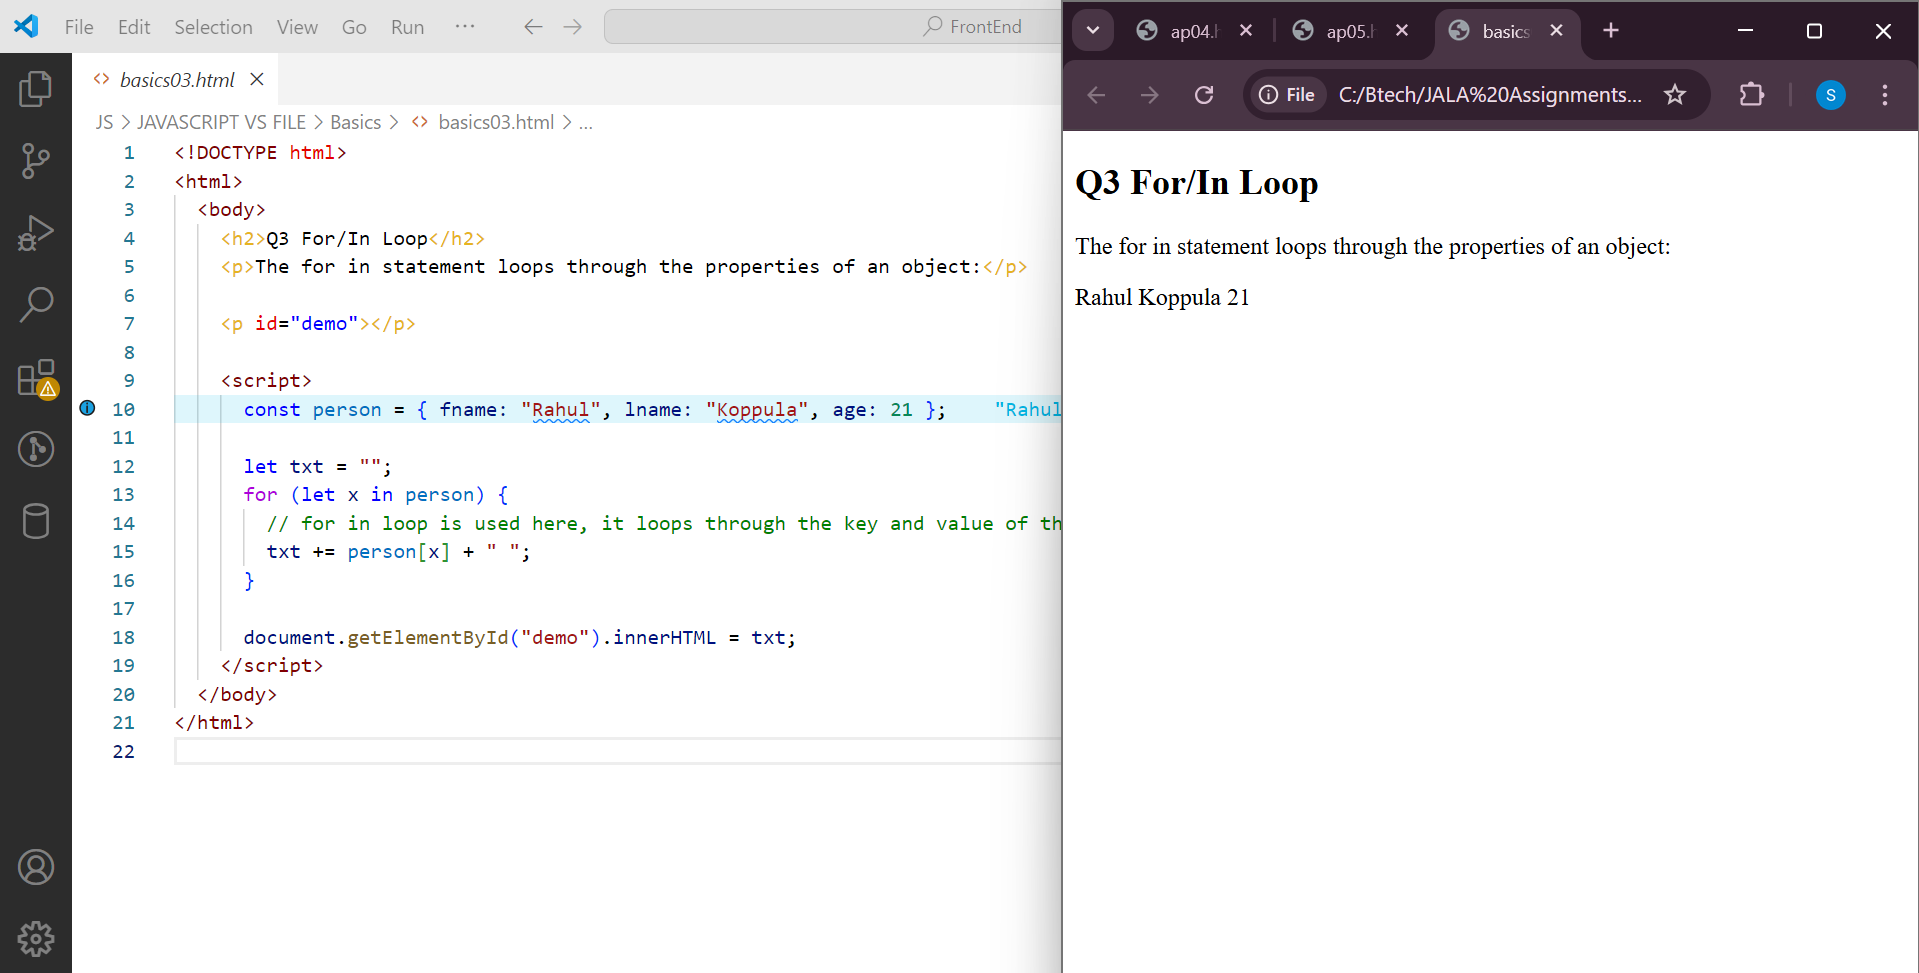 File Edit Selection View Go Run ··· FrontEnd
basics03.html
JS > JAVASCRIPT VS FILE > Basics > <> basics03.html > ...
1 <!DOCTYPE html>
2 <html>
3 <body>
4 <h2>Q3 For/In Loop</h2>
5 <p>The for in statement loops through the properties of an object:</p>
6
7 <p id="demo"></p>
8
9 <script>
10 const person = { fname: "Rahul", lname: "Koppula", age: 21 }; "Rahul
11
12 let txt = "";
13 for (let x in person) {
14 // for in loop is used here, it loops through the key and value of th
15 txt += person[x] + " ";
16 }
17
18 document.getElementById("demo").innerHTML = txt;
19 </script>
20 </body>
21 </html>
22
ap04.h ap05.h basics
File C:/Btech/JALA%20Assignments... S
Q3 For/In Loop
The for in statement loops through the properties of an object:
Rahul Koppula 21